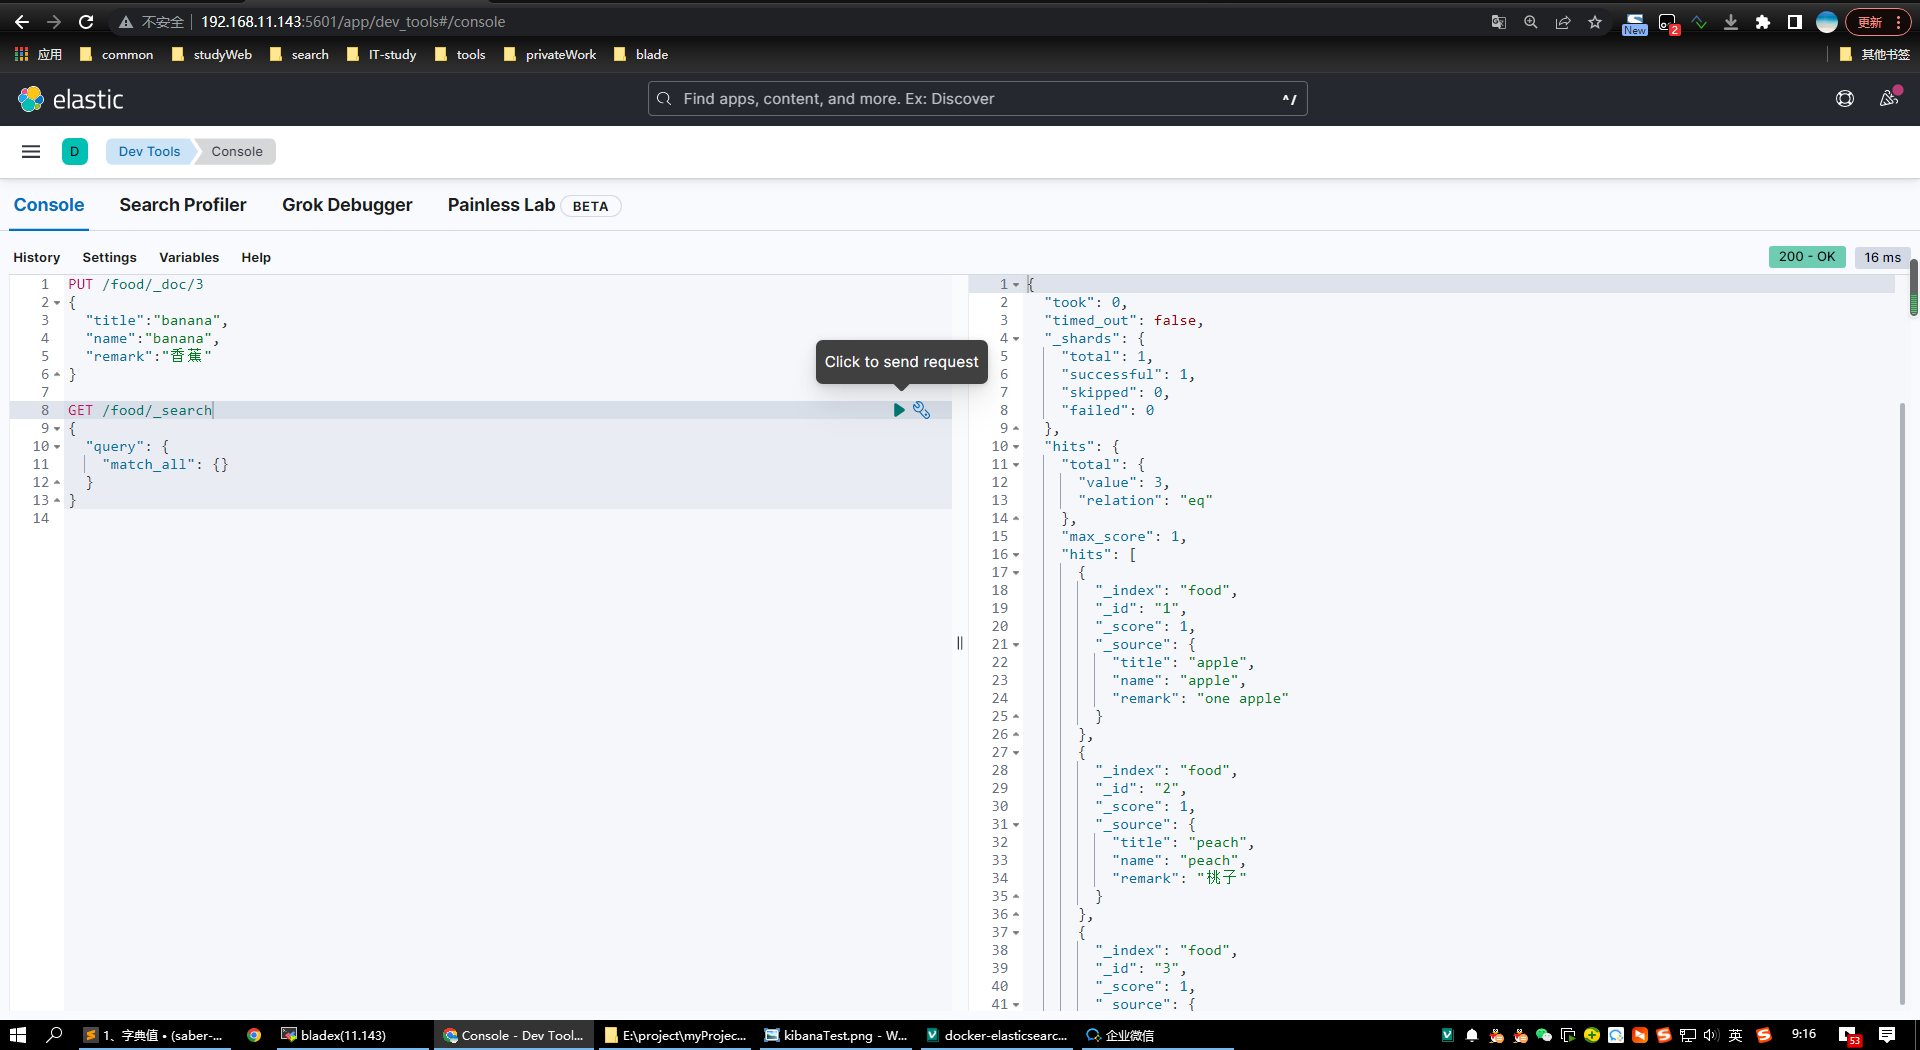 不安全 192.168.11.143:5601/app/dev_tools#/console New 2 更新
应用 common studyWeb search IT-study tools privateWork blade 其他书签
elastic Find apps, content, and more. Ex: Discover ^/
D Dev Tools Console
Console Search Profiler Grok Debugger Painless Lab BETA
History Settings Variables Help 200 - OK 16 ms
1 PUT /food/_doc/3
2 {
3 "title":"banana",
4 "name":"banana",
5 "remark":"香蕉"
6 }
7
8 GET /food/_search
9 {
10 "query": {
11 "match_all": {}
12 }
13 }
14
Click to send request
1 {
2 "took": 0,
3 "timed_out": false,
4 "_shards": {
5 "total": 1,
6 "successful": 1,
7 "skipped": 0,
8 "failed": 0
9 },
10 "hits": {
11 "total": {
12 "value": 3,
13 "relation": "eq"
14 },
15 "max_score": 1,
16 "hits": [
17 {
18 "_index": "food",
19 "_id": "1",
20 "_score": 1,
21 "_source": {
22 "title": "apple",
23 "name": "apple",
24 "remark": "one apple"
25 }
26 },
27 {
28 "_index": "food",
29 "_id": "2",
30 "_score": 1,
31 "_source": {
32 "title": "peach",
33 "name": "peach",
34 "remark": "桃子"
35 }
36 },
37 {
38 "_index": "food",
39 "_id": "3",
40 "_score": 1,
41 "_source": {
1、字典值 • (saber-... bladex(11.143) Console - Dev Tool... E:\project\myProjec... kibanaTest.png - W... docker-elasticsearc... 企业微信 英 9:16 53